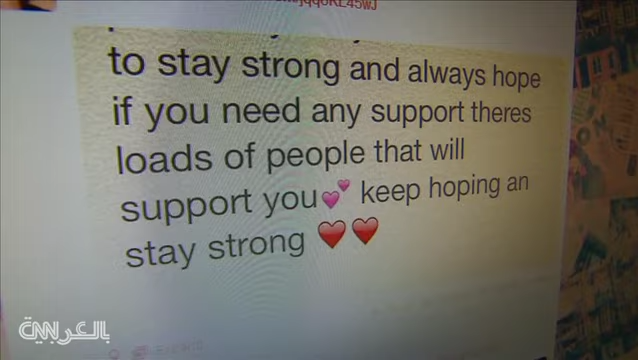 to stay strong and always hope
if you need any support theres
loads of people that will
support you💕 keep hoping an
stay strong ❤️❤️
CNN بالعربية